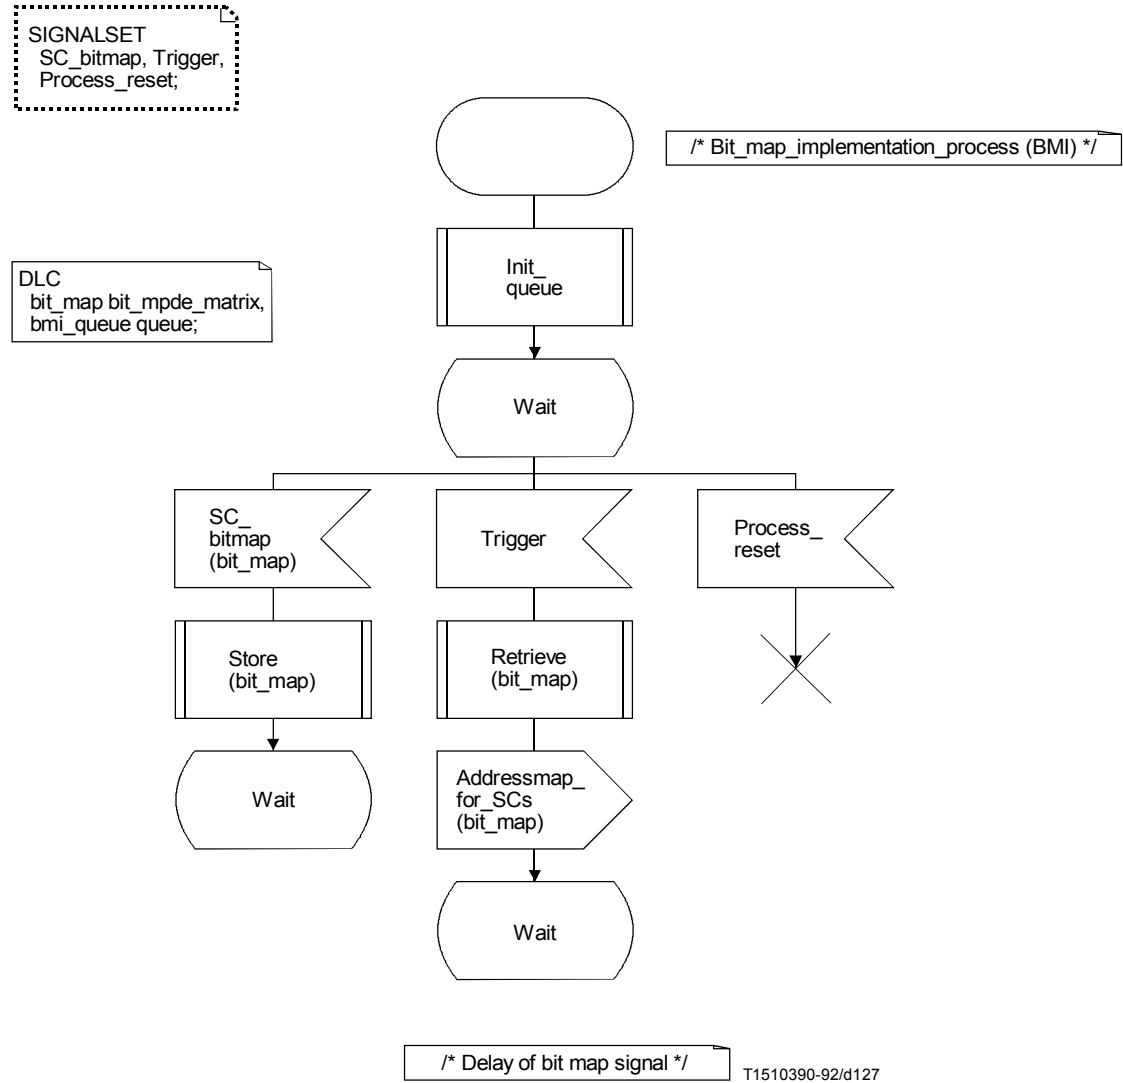 SIGNALSET
SC_bitmap, Trigger,
Process_reset;
/* Bit_map_implementation_process (BMI) */
Init_
queue
DLC
bit_map bit_mpde_matrix,
bmi_queue queue;
Wait
SC_
bitmap
(bit_map)
Trigger
Process_
reset
Store
(bit_map)
Retrieve
(bit_map)
Wait
Addressmap_
for_SCs
(bit_map)
Wait
/* Delay of bit map signal */
T1510390-92/d127